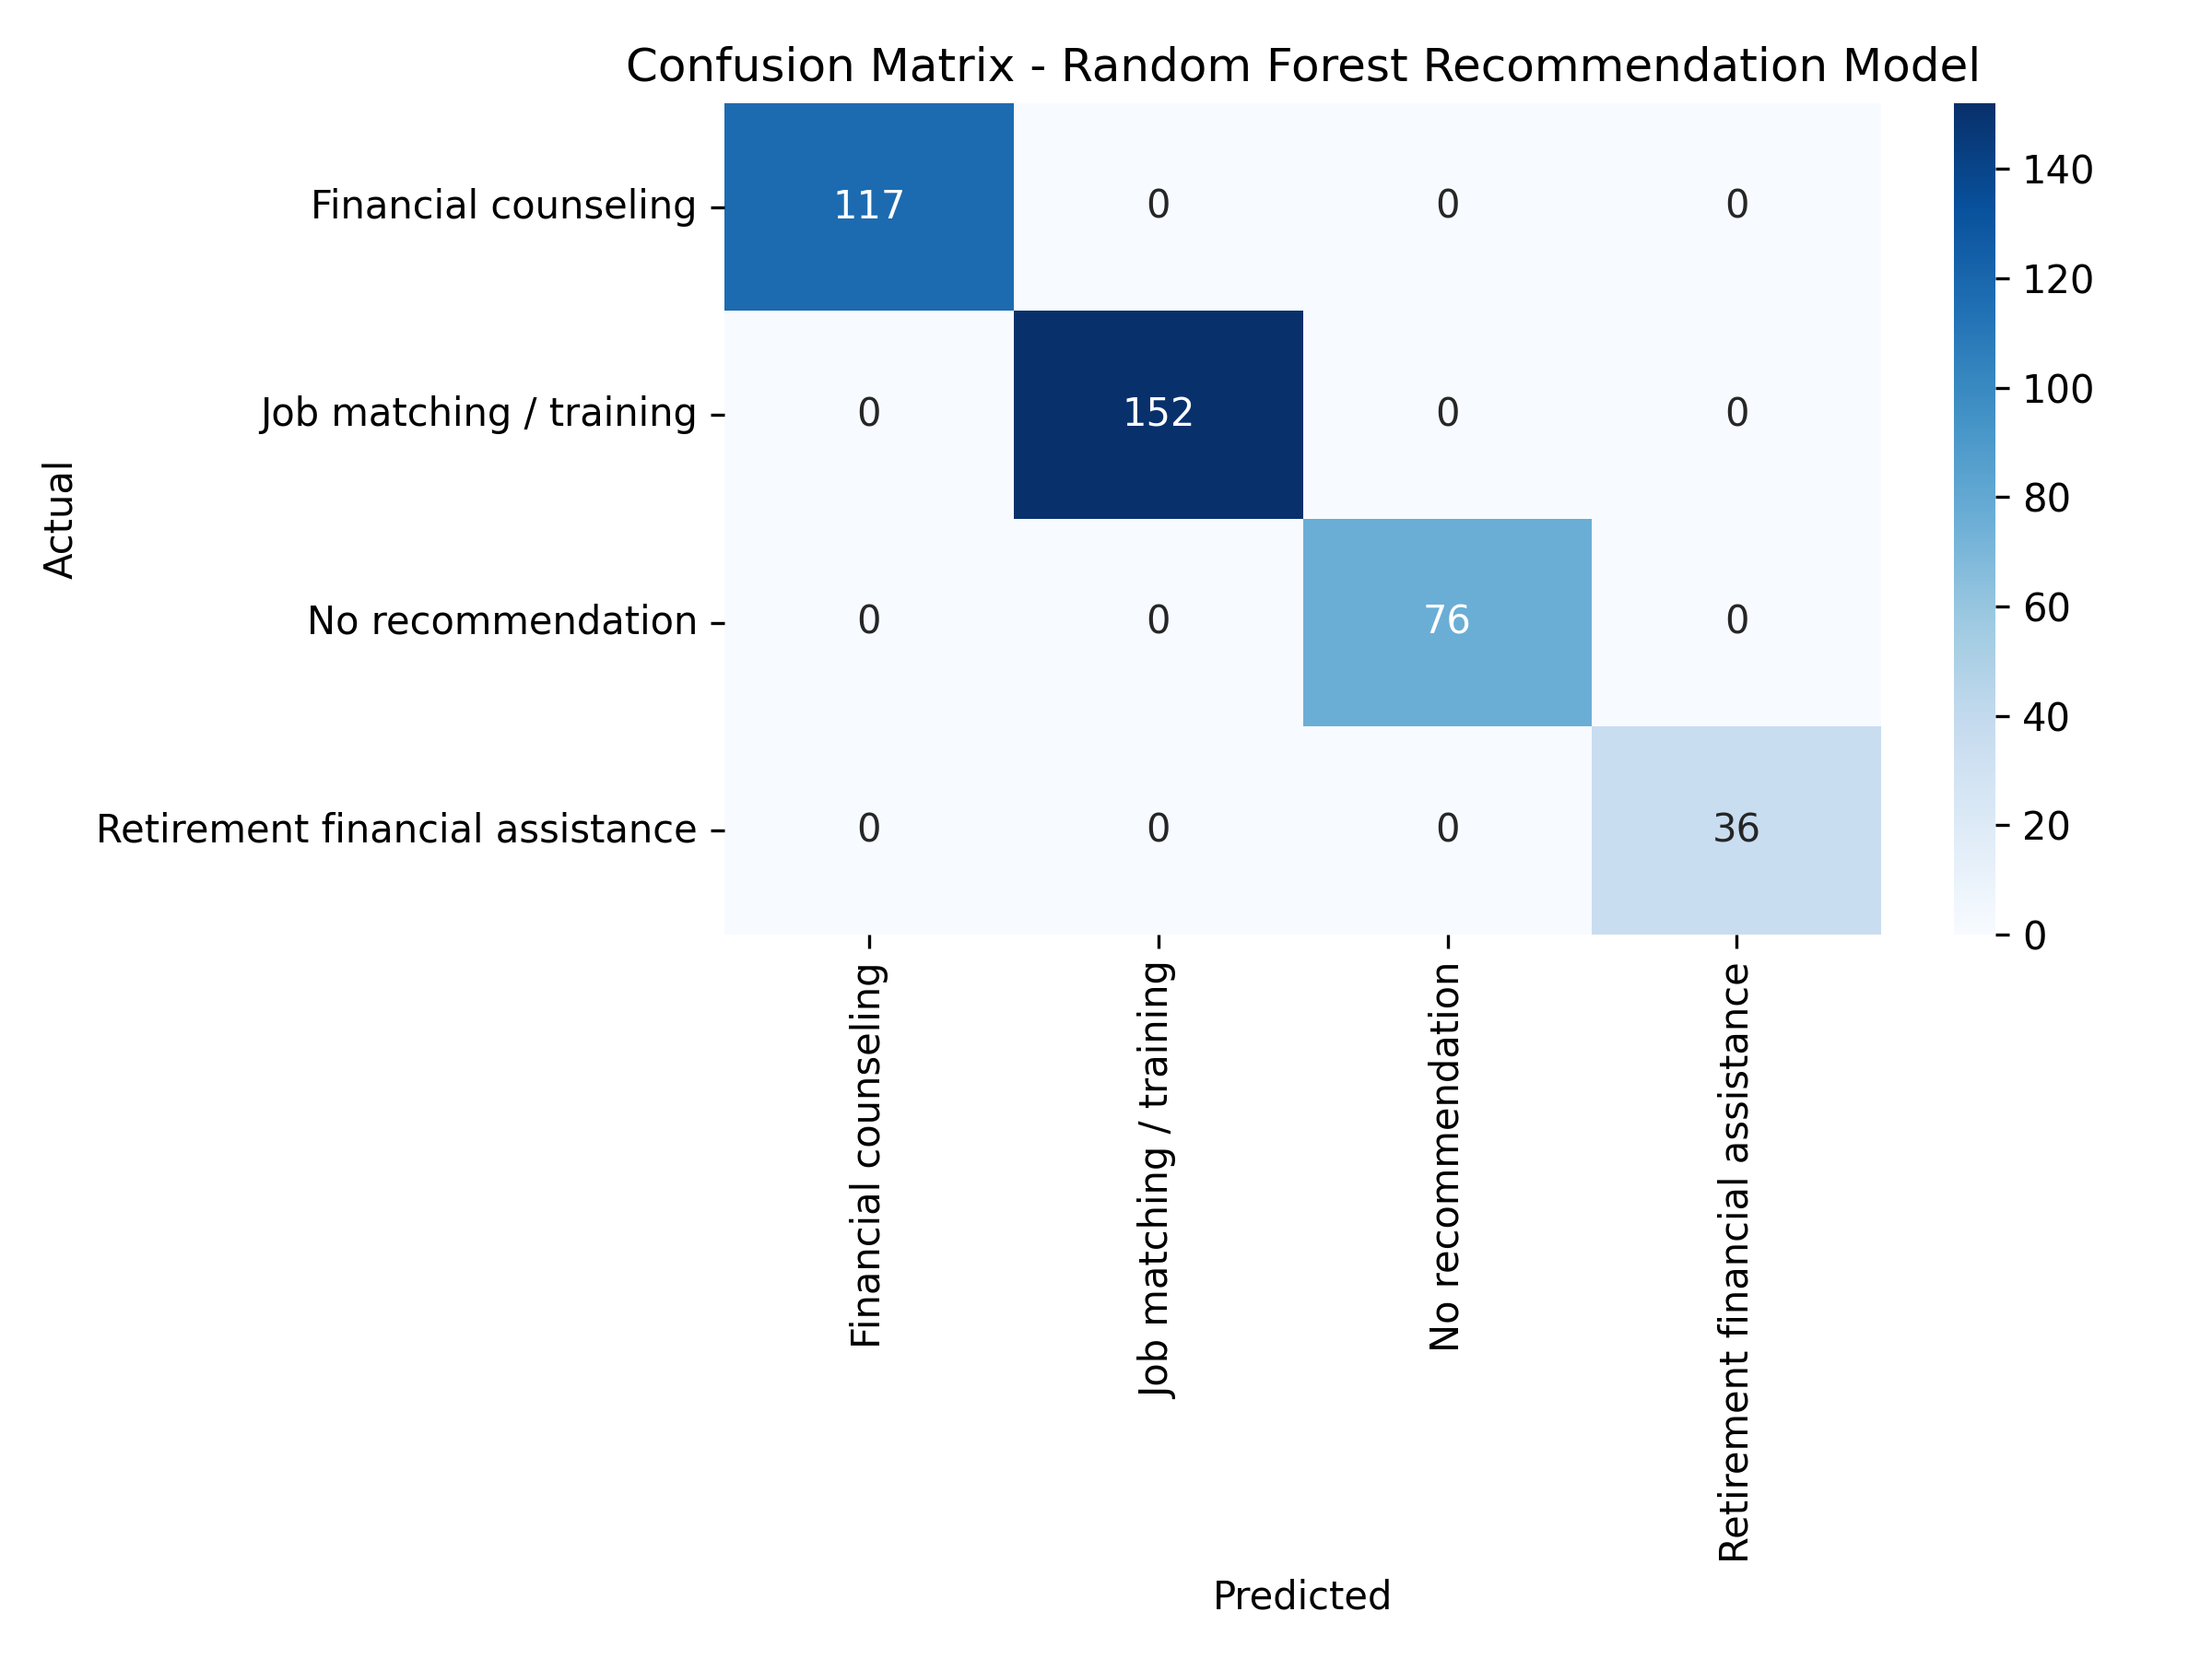 Confusion Matrix - Random Forest Recommendation Model
Actual
Financial counseling
117 0 0 0
Job matching / training
0 152 0 0
No recommendation
0 0 76 0
Retirement financial assistance
0 0 0 36
Financial counseling
Job matching / training
No recommendation
Retirement financial assistance
Predicted
140
120
100
80
60
40
20
0